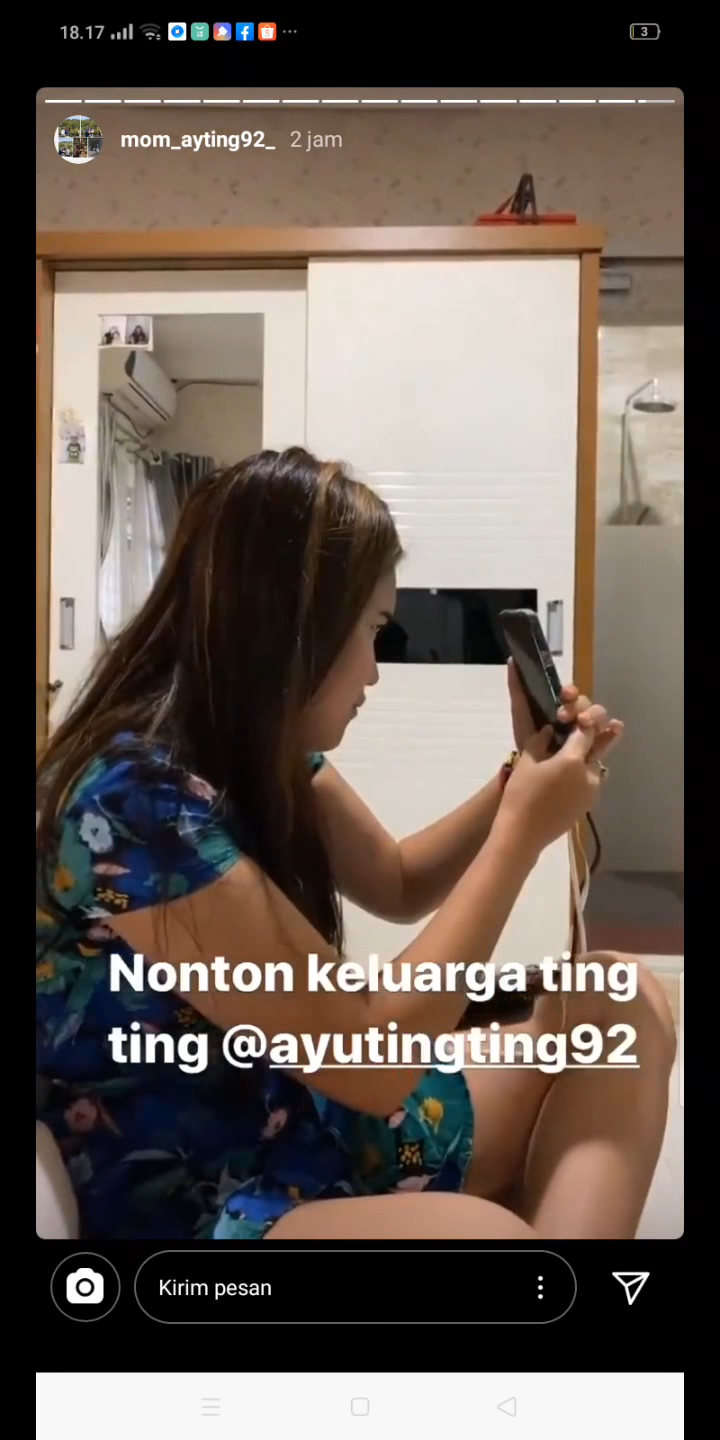 18.17
3
mom_ayting92_ 2 jam
Nonton keluarga ting
ting @ayutingting92
Kirim pesan